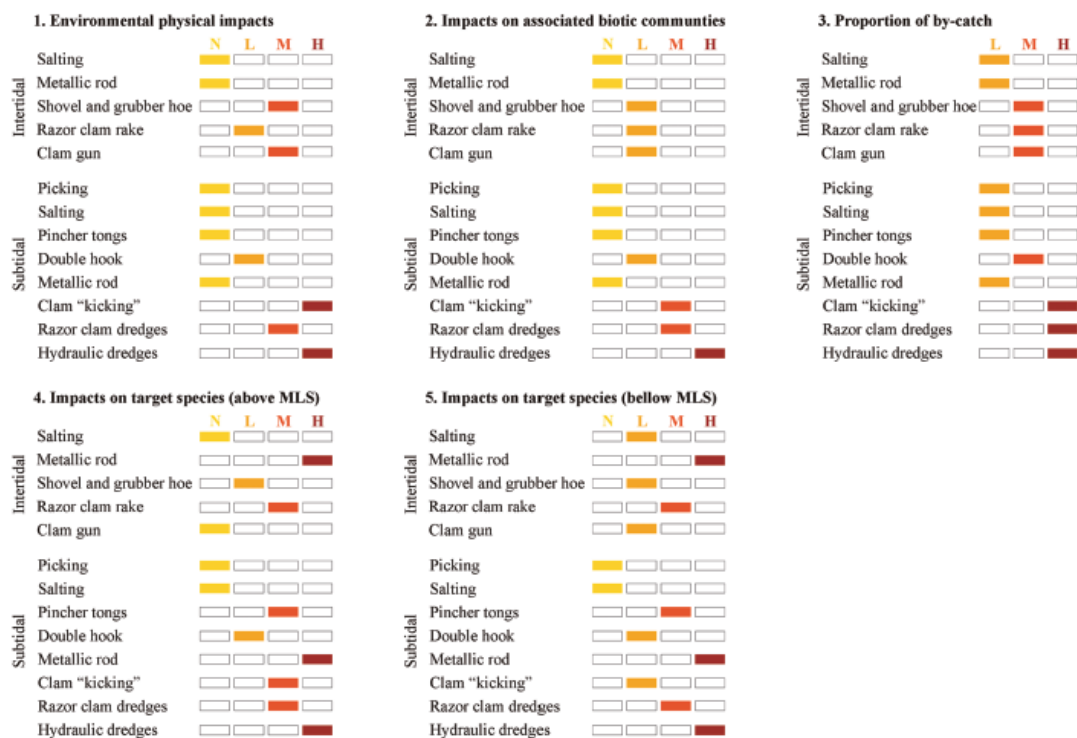 1. Environmental physical impacts
N L M H
Intertidal
Salting
Metallic rod
Shovel and grubber hoe
Razor clam rake
Clam gun
Subtidal
Picking
Salting
Pincher tongs
Double hook
Metallic rod
Clam “kicking”
Razor clam dredges
Hydraulic dredges
2. Impacts on associated biotic communties
N L M H
Intertidal
Salting
Metallic rod
Shovel and grubber hoe
Razor clam rake
Clam gun
Subtidal
Picking
Salting
Pincher tongs
Double hook
Metallic rod
Clam “kicking”
Razor clam dredges
Hydraulic dredges
3. Proportion of by-catch
L M H
Intertidal
Salting
Metallic rod
Shovel and grubber hoe
Razor clam rake
Clam gun
Subtidal
Picking
Salting
Pincher tongs
Double hook
Metallic rod
Clam “kicking”
Razor clam dredges
Hydraulic dredges
4. Impacts on target species (above MLS)
N L M H
Intertidal
Salting
Metallic rod
Shovel and grubber hoe
Razor clam rake
Clam gun
Subtidal
Picking
Salting
Pincher tongs
Double hook
Metallic rod
Clam “kicking”
Razor clam dredges
Hydraulic dredges
5. Impacts on target species (bellow MLS)
N L M H
Intertidal
Salting
Metallic rod
Shovel and grubber hoe
Razor clam rake
Clam gun
Subtidal
Picking
Salting
Pincher tongs
Double hook
Metallic rod
Clam “kicking”
Razor clam dredges
Hydraulic dredges